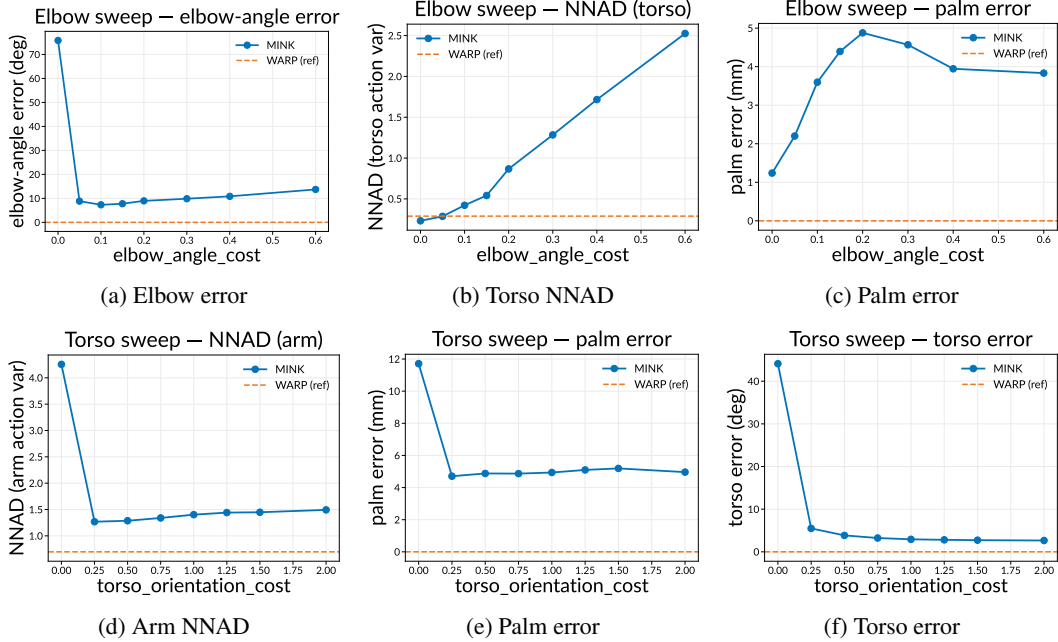 Elbow sweep — elbow-angle error
elbow-angle error (deg)
70
60
50
40
30
20
10
0
MINK
WARP (ref)
0.0 0.1 0.2 0.3 0.4 0.5 0.6
elbow_angle_cost
(a) Elbow error
Elbow sweep — NNAD (torso)
NNAD (torso action var)
2.5
2.0
1.5
1.0
0.5
MINK
WARP (ref)
0.0 0.1 0.2 0.3 0.4 0.5 0.6
elbow_angle_cost
(b) Torso NNAD
Elbow sweep — palm error
palm error (mm)
5
4
3
2
1
0
MINK
WARP (ref)
0.0 0.1 0.2 0.3 0.4 0.5 0.6
elbow_angle_cost
(c) Palm error
Torso sweep — NNAD (arm)
NNAD (arm action var)
4.0
3.5
3.0
2.5
2.0
1.5
1.0
MINK
WARP (ref)
0.00 0.25 0.50 0.75 1.00 1.25 1.50 1.75 2.00
torso_orientation_cost
(d) Arm NNAD
Torso sweep — palm error
palm error (mm)
12
10
8
6
4
2
0
MINK
WARP (ref)
0.00 0.25 0.50 0.75 1.00 1.25 1.50 1.75 2.00
torso_orientation_cost
(e) Palm error
Torso sweep — torso error
torso error (deg)
40
30
20
10
0
MINK
WARP (ref)
0.00 0.25 0.50 0.75 1.00 1.25 1.50 1.75 2.00
torso_orientation_cost
(f) Torso error